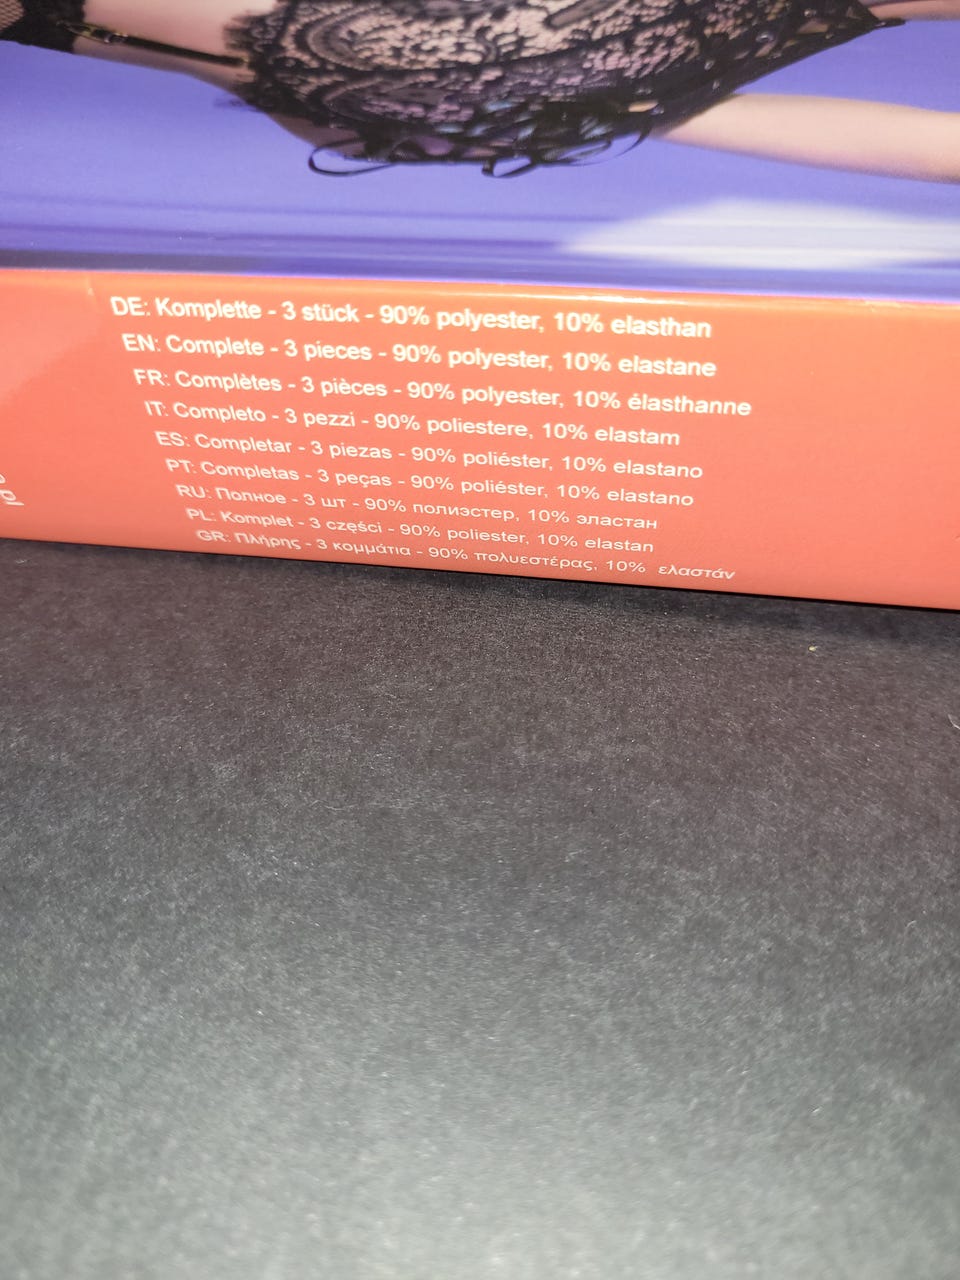 DE: Komplette - 3 stück - 90% polyester, 10% elasthan
EN: Complete - 3 pieces - 90% polyester, 10% elastane
FR: Complètes - 3 pièces - 90% polyester, 10% élasthanne
IT: Completo - 3 pezzi - 90% poliestere, 10% elastam
ES: Completar - 3 piezas - 90% poliéster, 10% elastano
PT: Completas - 3 peças - 90% poliéster, 10% elastano
RU: Полное - 3 шт - 90% полиэстер, 10% эластан
PL: Komplet - 3 części - 90% poliester, 10% elastan
GR: Πλήρης - 3 κομμάτια - 90% πολυεστέρας, 10% ελαστάν